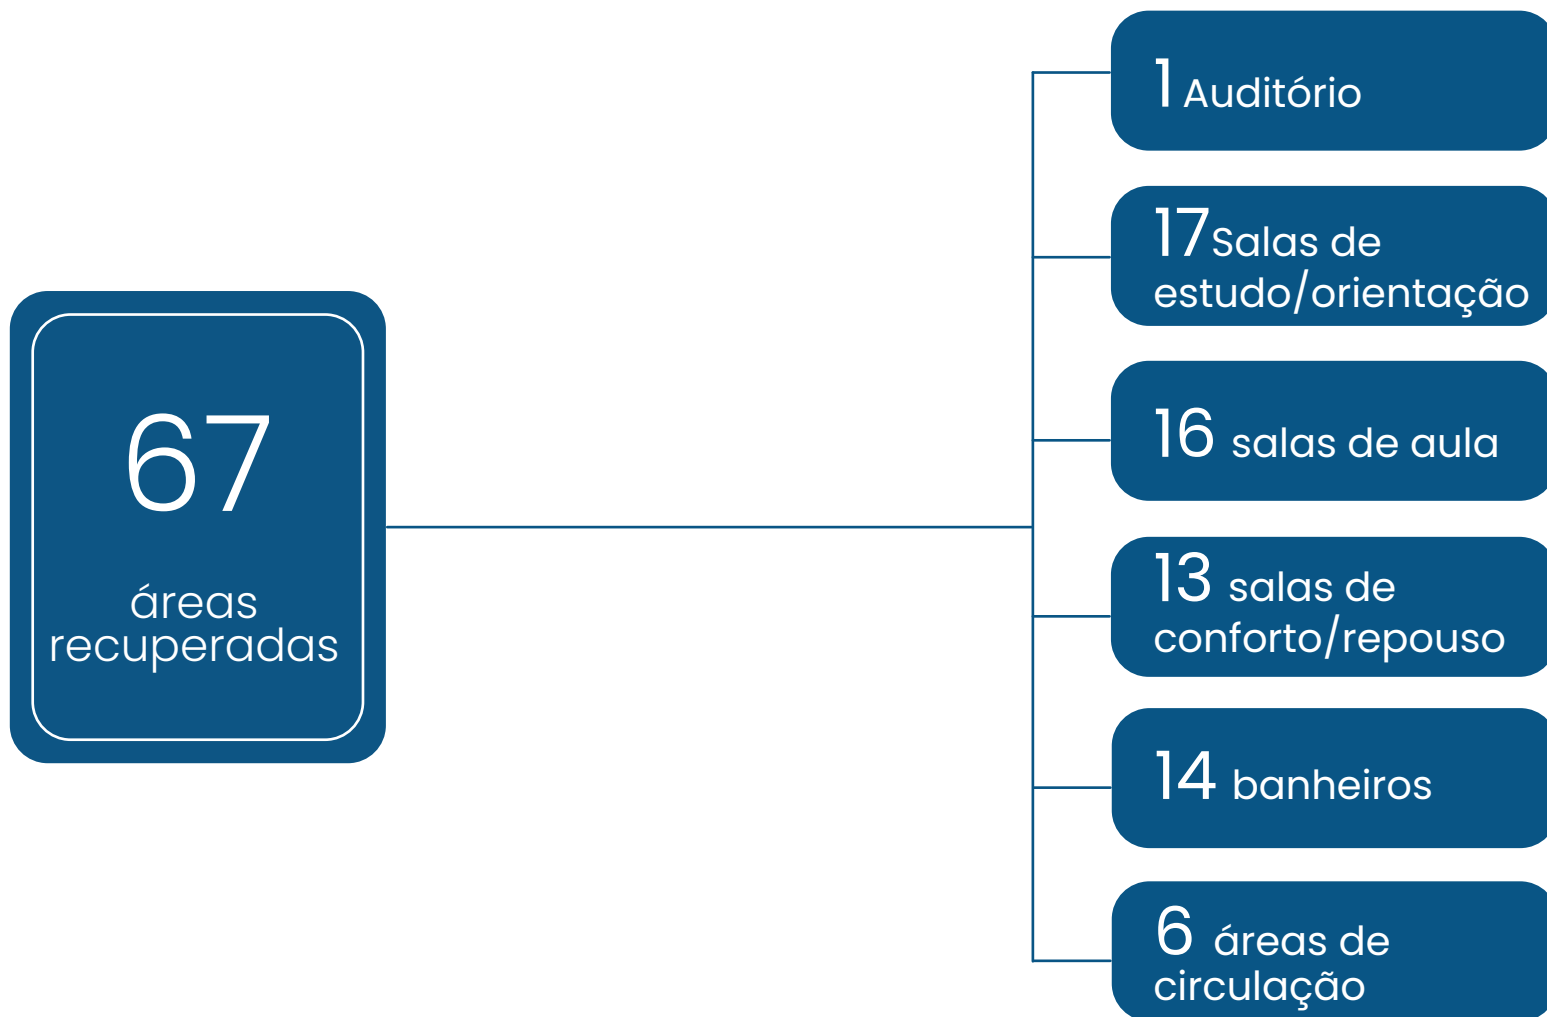 67
áreas
recuperadas
1 Auditório
17 Salas de
estudo/orientação
16 salas de aula
13 salas de
conforto/repouso
14 banheiros
6 áreas de
circulação